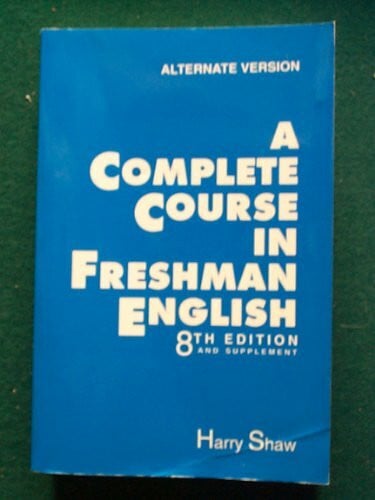 ALTERNATE VERSION
A
COMPLETE
COURSE
IN
FRESHMAN
ENGLISH
8TH EDITION
AND SUPPLEMENT
Harry Shaw